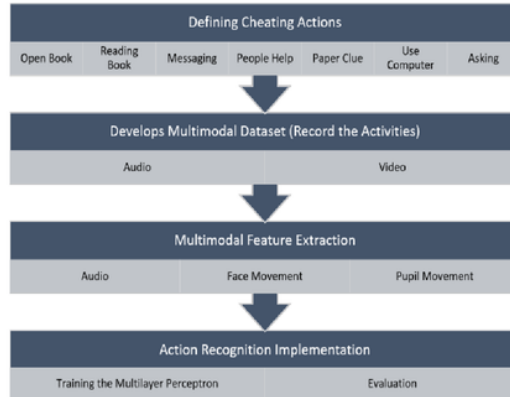 Defining Cheating Actions
Open Book
Reading
Book
Messaging
People Help
Paper Clue
Use
Computer
Asking
Develops Multimodal Dataset (Record the Activities)
Audio
Video
Multimodal Feature Extraction
Audio
Face Movement
Pupil Movement
Action Recognition Implementation
Training the Multilayer Perceptron
Evaluation